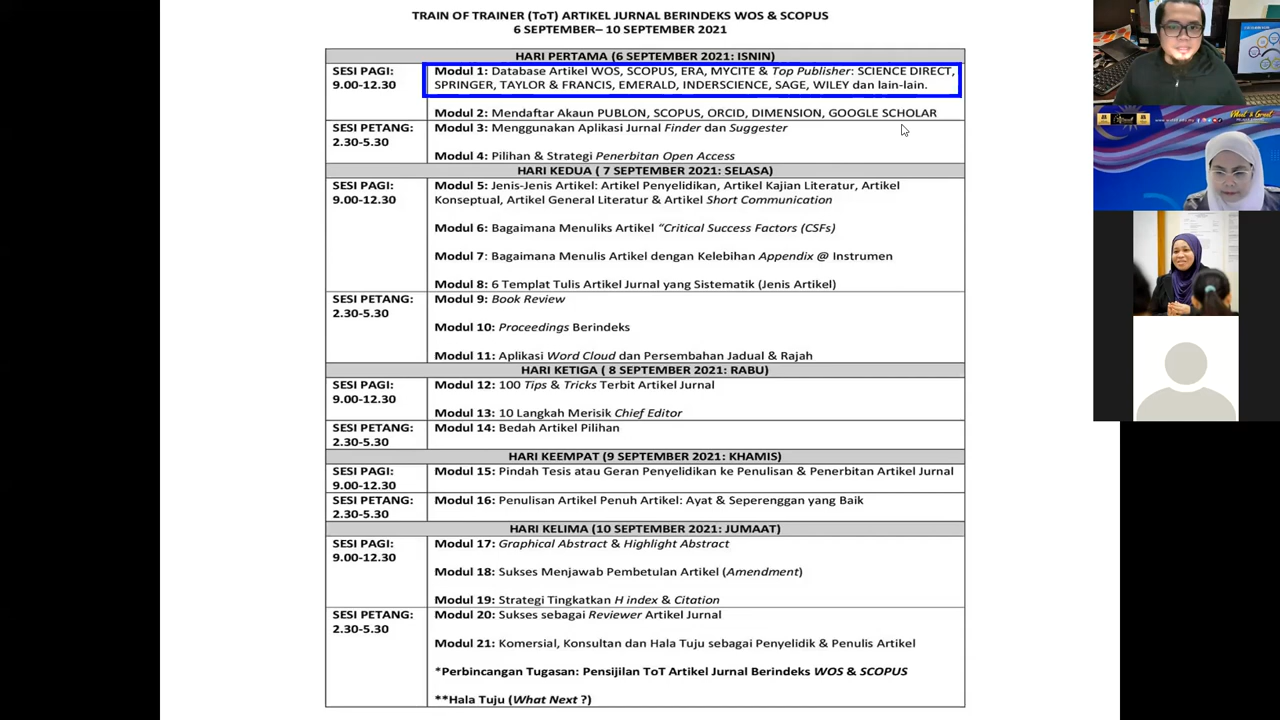 TRAIN OF TRAINER (ToT) ARTIKEL JURNAL BERINDEKS WOS & SCOPUS
6 SEPTEMBER– 10 SEPTEMBER 2021
HARI PERTAMA (6 SEPTEMBER 2021: ISNIN)
SESI PAGI:
9.00-12.30
Modul 1: Database Artikel WOS, SCOPUS, ERA, MYCITE & Top Publisher: SCIENCE DIRECT,
SPRINGER, TAYLOR & FRANCIS, EMERALD, INDERSCIENCE, SAGE, WILEY dan lain-lain.
Modul 2: Mendaftar Akaun PUBLON, SCOPUS, ORCID, DIMENSION, GOOGLE SCHOLAR
SESI PETANG:
2.30-5.30
Modul 3: Menggunakan Aplikasi Jurnal Finder dan Suggester
Modul 4: Pilihan & Strategi Penerbitan Open Access
HARI KEDUA ( 7 SEPTEMBER 2021: SELASA)
SESI PAGI:
9.00-12.30
Modul 5: Jenis-Jenis Artikel: Artikel Penyelidikan, Artikel Kajian Literatur, Artikel
Konseptual, Artikel General Literatur & Artikel Short Communication
Modul 6: Bagaimana Menuliks Artikel “Critical Success Factors (CSFs)
Modul 7: Bagaimana Menulis Artikel dengan Kelebihan Appendix @ Instrumen
Modul 8: 6 Templat Tulis Artikel Jurnal yang Sistematik (Jenis Artikel)
SESI PETANG:
2.30-5.30
Modul 9: Book Review
Modul 10: Proceedings Berindeks
Modul 11: Aplikasi Word Cloud dan Persembahan Jadual & Rajah
HARI KETIGA ( 8 SEPTEMBER 2021: RABU)
SESI PAGI:
9.00-12.30
Modul 12: 100 Tips & Tricks Terbit Artikel Jurnal
Modul 13: 10 Langkah Merisik Chief Editor
SESI PETANG:
2.30-5.30
Modul 14: Bedah Artikel Pilihan
HARI KEEMPAT (9 SEPTEMBER 2021: KHAMIS)
SESI PAGI:
9.00-12.30
Modul 15: Pindah Tesis atau Geran Penyelidikan ke Penulisan & Penerbitan Artikel Jurnal
SESI PETANG:
2.30-5.30
Modul 16: Penulisan Artikel Penuh Artikel: Ayat & Seperenggan yang Baik
HARI KELIMA (10 SEPTEMBER 2021: JUMAAT)
SESI PAGI:
9.00-12.30
Modul 17: Graphical Abstract & Highlight Abstract
Modul 18: Sukses Menjawab Pembetulan Artikel (Amendment)
Modul 19: Strategi Tingkatkan H index & Citation
SESI PETANG:
2.30-5.30
Modul 20: Sukses sebagai Reviewer Artikel Jurnal
Modul 21: Komersial, Konsultan dan Hala Tuju sebagai Penyelidik & Penulis Artikel
*Perbincangan Tugasan: Pensijilan ToT Artikel Jurnal Berindeks WOS & SCOPUS
**Hala Tuju (What Next ?)